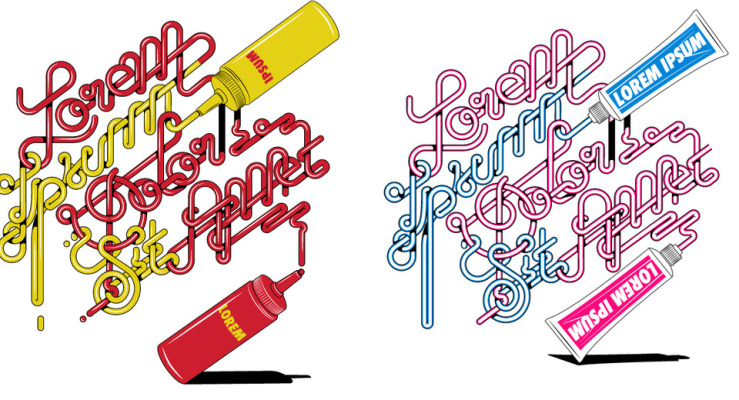 Lorem
Ipsum
Dolor
Sit Amet
IPSUM
LOREM
Lorem
Ipsum
Dolor
Sit Amet
LOREM IPSUM
LOREM IPSUM